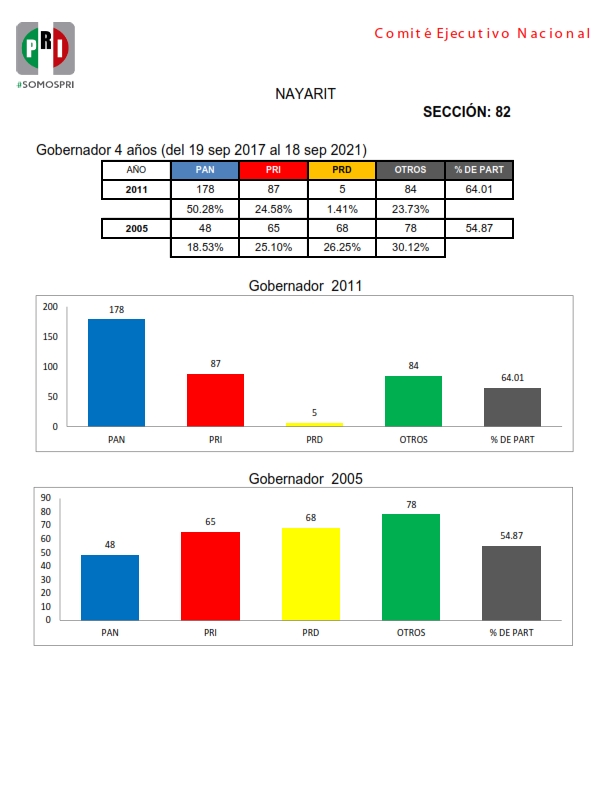 PRI
#SOMOSPRI
Comité Ejecutivo Nacional
NAYARIT
SECCIÓN: 82
Gobernador 4 años (del 19 sep 2017 al 18 sep 2021)
AÑO PAN PRI PRD OTROS % DE PART
2011 178 87 5 84 64.01
50.28% 24.58% 1.41% 23.73%
2005 48 65 68 78 54.87
18.53% 25.10% 26.25% 30.12%
Gobernador 2011
200
150
100
50
0
178
87
5
84
64.01
PAN PRI PRD OTROS % DE PART
Gobernador 2005
90
80
70
60
50
40
30
20
10
0
48
65
68
78
54.87
PAN PRI PRD OTROS % DE PART